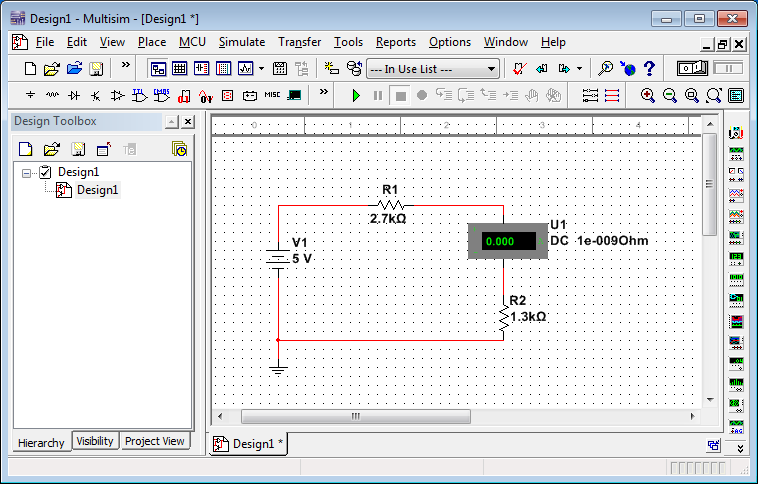 Design1 - Multisim - [Design1 *]
File Edit View Place MCU Simulate Transfer Tools Reports Options Window Help
--- In Use List ---
MISC
Design Toolbox
Design1
Design1
0 1 2 3 4
R1
2.7kΩ
U1
0.000
DC 1e-009Ohm
V1
5 V
R2
1.3kΩ
Hierarchy Visibility Project View
Design1 *